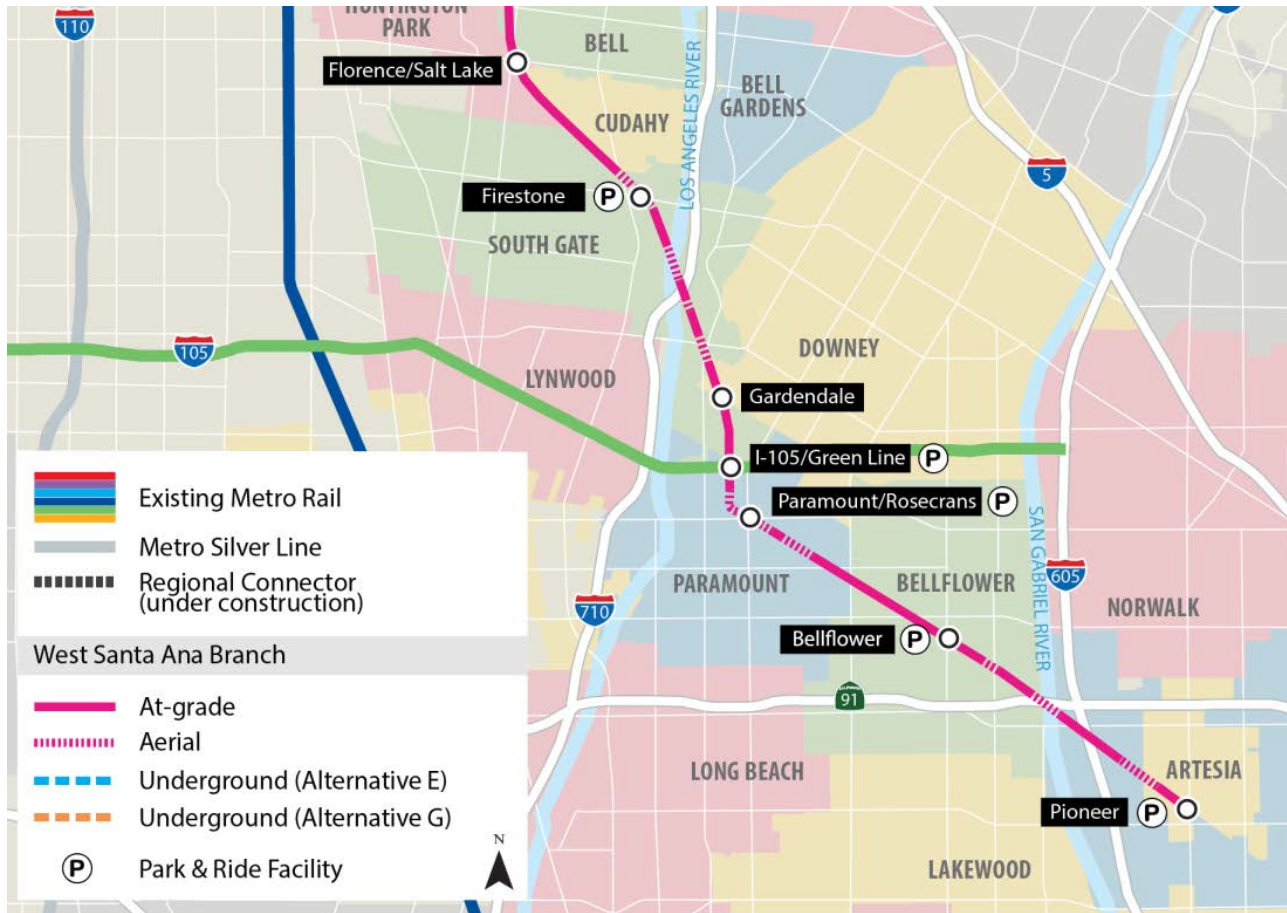 110
HUNTINGTON
PARK
BELL
Florence/Salt Lake
LOS ANGELES RIVER
BELL
GARDENS
CUDAHY
5
Firestone P
SOUTH GATE
105
DOWNEY
LYNWOOD
Gardendale
I-105/Green Line P
Paramount/Rosecrans P
SAN GABRIEL RIVER
PARAMOUNT
BELLFLOWER
605
NORWALK
710
Bellflower P
91
LONG BEACH
ARTESIA
Pioneer P
LAKEWOOD
Existing Metro Rail
Metro Silver Line
Regional Connector
(under construction)
West Santa Ana Branch
At-grade
Aerial
Underground (Alternative E)
Underground (Alternative G)
N
P Park & Ride Facility